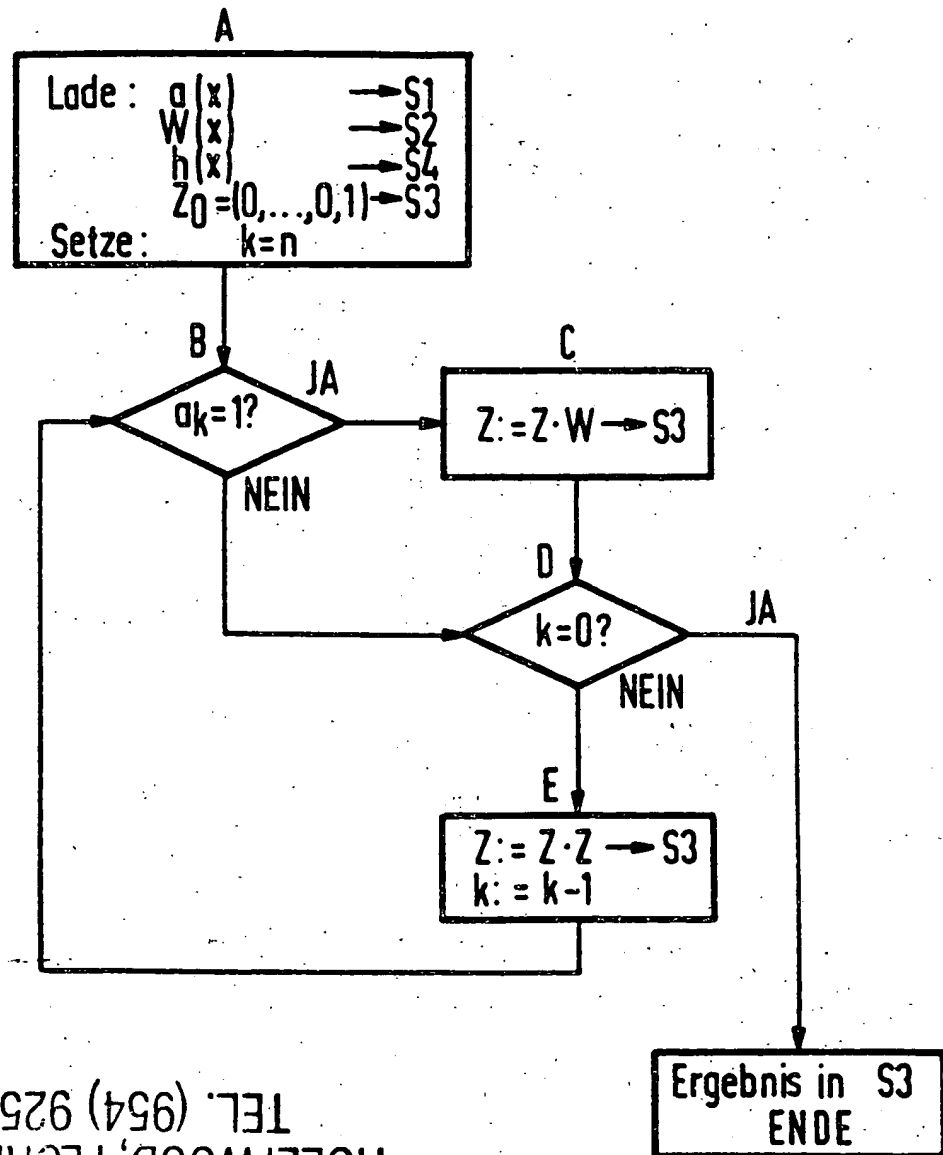 A
Lade : a(x) → S1
W(x) → S2
h(x) → S4
Z0 = (0,...,0,1) → S3
Setze : k=n
B
JA
ak=1?
NEIN
C
Z:=Z·W → S3
D
JA
k=0?
NEIN
E
Z:= Z·Z → S3
k:= k-1
Ergebnis in S3
ENDE
TEL. (954) 925